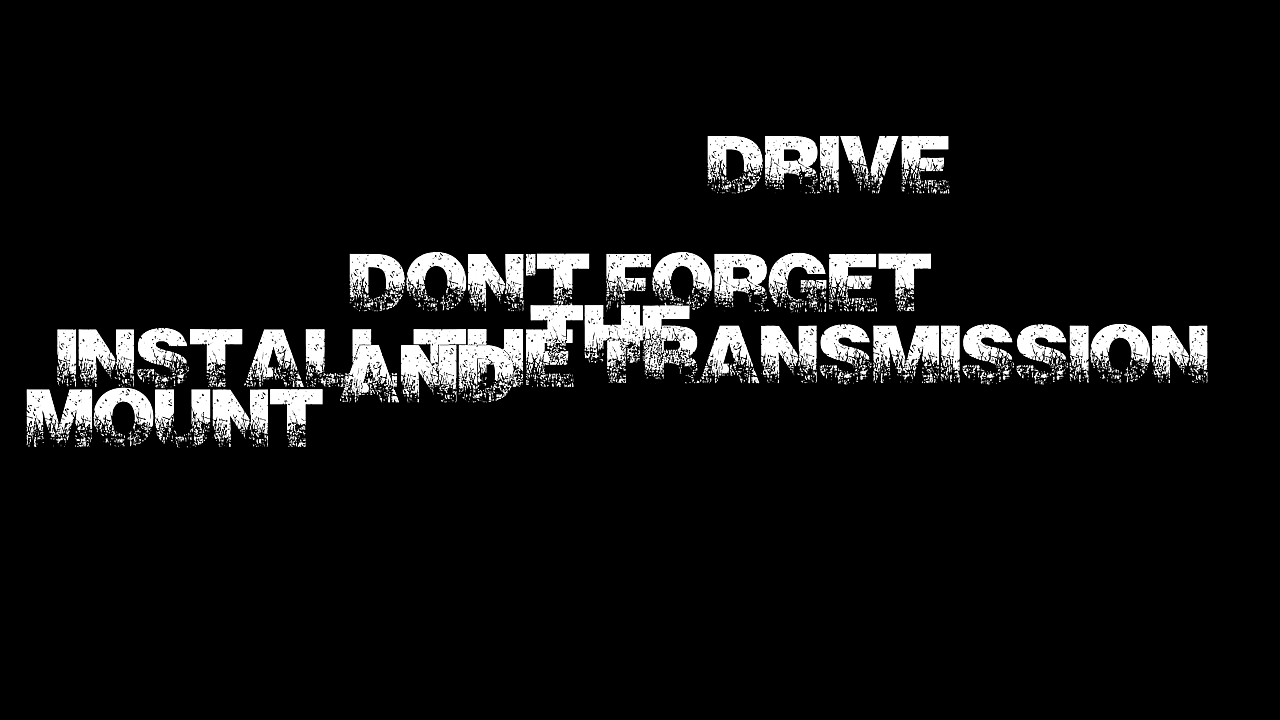 DRIVE
DON'T FORGET
THE
INSTALL THE TRANSMISSION
AND
MOUNT